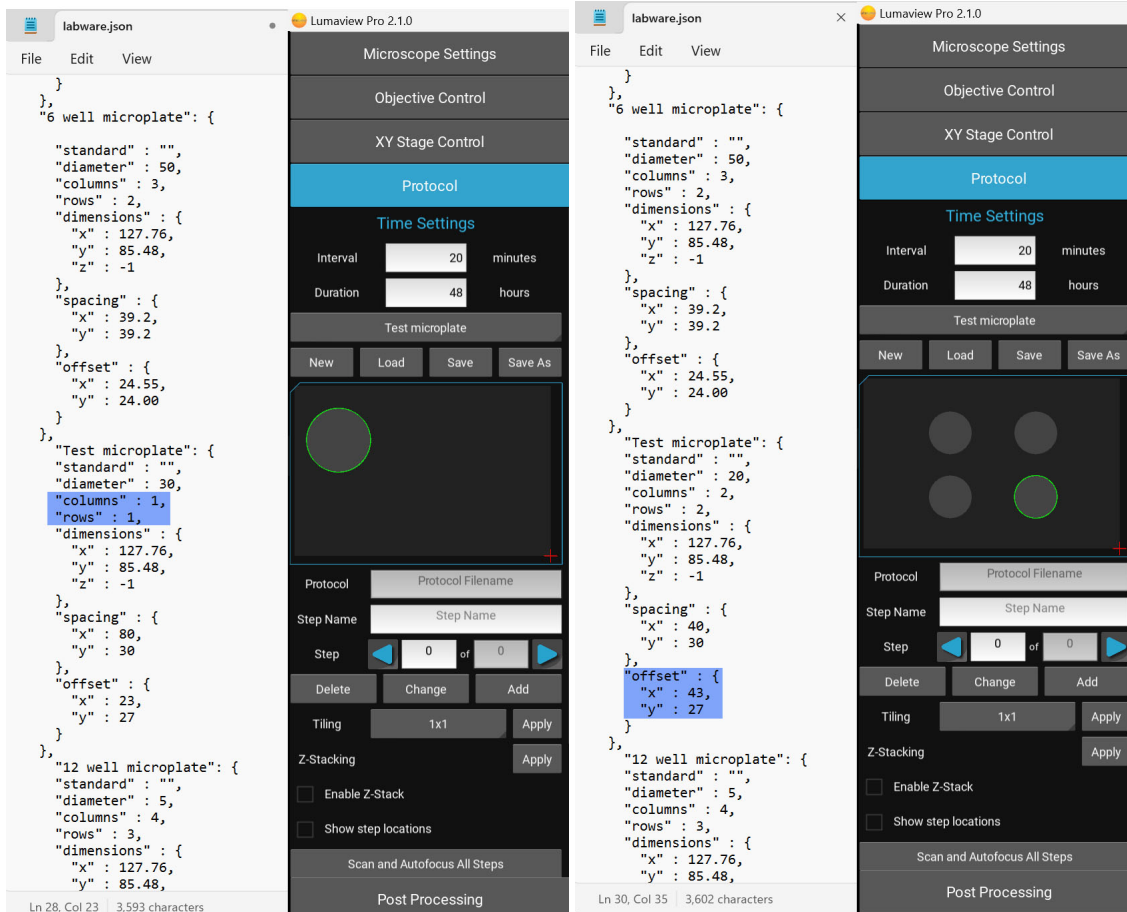 labware.json
File Edit View
}
},
"6 well microplate": {
"standard" : "",
"diameter" : 50,
"columns" : 3,
"rows" : 2,
"dimensions" : {
"x" : 127.76,
"y" : 85.48,
"z" : -1
},
"spacing" : {
"x" : 39.2,
"y" : 39.2
},
"offset" : {
"x" : 24.55,
"y" : 24.00
}
},
"Test microplate": {
"standard" : "",
"diameter" : 30,
"columns" : 1,
"rows" : 1,
"dimensions" : {
"x" : 127.76,
"y" : 85.48,
"z" : -1
},
"spacing" : {
"x" : 80,
"y" : 30
},
"offset" : {
"x" : 23,
"y" : 27
}
},
"12 well microplate": {
"standard" : "",
"diameter" : 5,
"columns" : 4,
"rows" : 3,
"dimensions" : {
"x" : 127.76,
"y" : 85.48,
Ln 28, Col 23 3,593 characters
Lumaview Pro 2.1.0
Microscope Settings
Objective Control
XY Stage Control
Protocol
Time Settings
Interval 20 minutes
Duration 48 hours
Test microplate
New Load Save Save As
Protocol Protocol Filename
Step Name Step Name
Step 0 of 0
Delete Change Add
Tiling 1x1 Apply
Z-Stacking Apply
Enable Z-Stack
Show step locations
Scan and Autofocus All Steps
Post Processing
labware.json ×
File Edit View
}
},
"6 well microplate": {
"standard" : "",
"diameter" : 50,
"columns" : 3,
"rows" : 2,
"dimensions" : {
"x" : 127.76,
"y" : 85.48,
"z" : -1
},
"spacing" : {
"x" : 39.2,
"y" : 39.2
},
"offset" : {
"x" : 24.55,
"y" : 24.00
}
},
"Test microplate": {
"standard" : "",
"diameter" : 20,
"columns" : 2,
"rows" : 2,
"dimensions" : {
"x" : 127.76,
"y" : 85.48,
"z" : -1
},
"spacing" : {
"x" : 40,
"y" : 30
},
"offset" : {
"x" : 43,
"y" : 27
}
},
"12 well microplate": {
"standard" : "",
"diameter" : 5,
"columns" : 4,
"rows" : 3,
"dimensions" : {
"x" : 127.76,
"y" : 85.48,
Ln 30, Col 35 3,602 characters
Lumaview Pro 2.1.0
Microscope Settings
Objective Control
XY Stage Control
Protocol
Time Settings
Interval 20 minutes
Duration 48 hours
Test microplate
New Load Save Save As
Protocol Protocol Filename
Step Name Step Name
Step 0 of 0
Delete Change Add
Tiling 1x1 Apply
Z-Stacking Apply
Enable Z-Stack
Show step locations
Scan and Autofocus All Steps
Post Processing